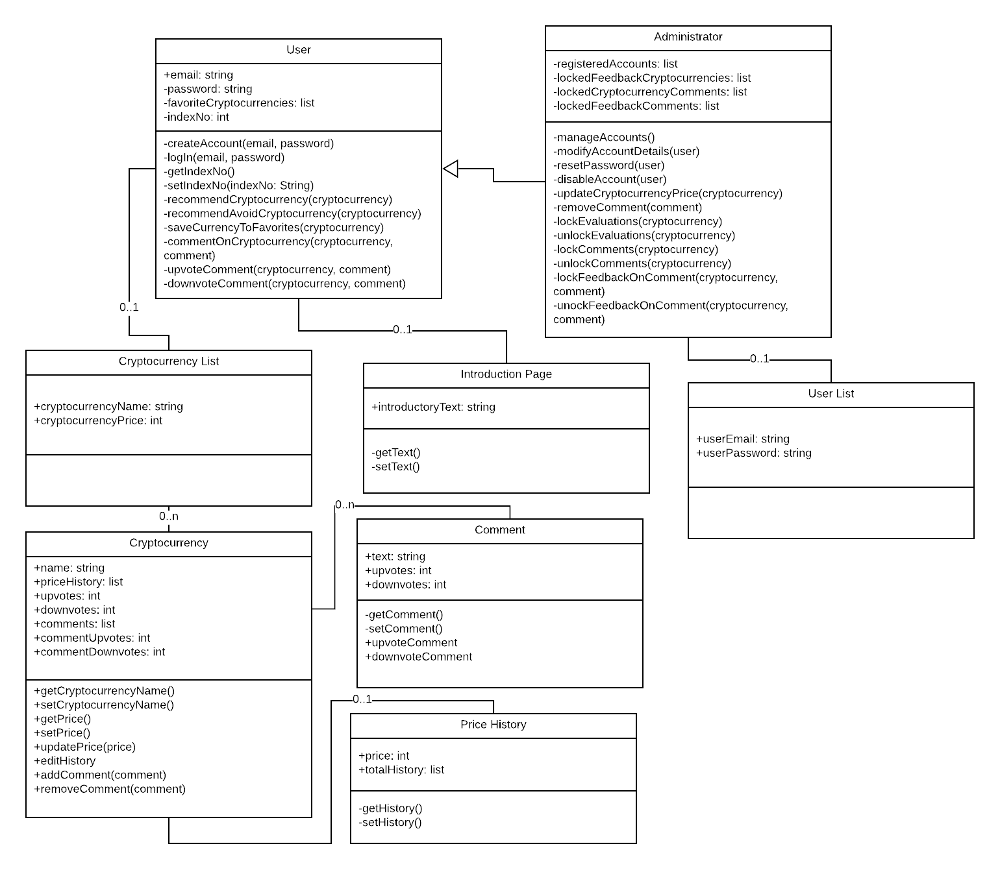 User
+email: string
-password: string
-favoriteCryptocurrencies: list
-indexNo: int
-createAccount(email, password)
-logIn(email, password)
-getIndexNo()
-setIndexNo(indexNo: String)
-recommendCryptocurrency(cryptocurrency)
-recommendAvoidCryptocurrency(cryptocurrency)
-saveCurrencyToFavorites(cryptocurrency)
-commentOnCryptocurrency(cryptocurrency,
comment)
-upvoteComment(cryptocurrency, comment)
-downvoteComment(cryptocurrency, comment)
Administrator
-registeredAccounts: list
-lockedFeedbackCryptocurrencies: list
-lockedCryptocurrencyComments: list
-lockedFeedbackComments: list
-manageAccounts()
-modifyAccountDetails(user)
-resetPassword(user)
-disableAccount(user)
-updateCryptocurrencyPrice(cryptocurrency)
-removeComment(comment)
-lockEvaluations(cryptocurrency)
-unlockEvaluations(cryptocurrency)
-lockComments(cryptocurrency)
-unlockComments(cryptocurrency)
-lockFeedbackOnComment(cryptocurrency,
comment)
-unockFeedbackOnComment(cryptocurrency,
comment)
0..1
0..1
0..1
Cryptocurrency List
+cryptocurrencyName: string
+cryptocurrencyPrice: int
Introduction Page
+introductoryText: string
-getText()
-setText()
User List
+userEmail: string
+userPassword: string
0..n
0..n
Cryptocurrency
+name: string
+priceHistory: list
+upvotes: int
+downvotes: int
+comments: list
+commentUpvotes: int
+commentDownvotes: int
+getCryptocurrencyName()
+setCryptocurrencyName()
+getPrice()
+setPrice()
+updatePrice(price)
+editHistory
+addComment(comment)
+removeComment(comment)
Comment
+text: string
+upvotes: int
+downvotes: int
-getComment()
-setComment()
+upvoteComment
+downvoteComment
0..1
Price History
+price: int
+totalHistory: list
-getHistory()
-setHistory()